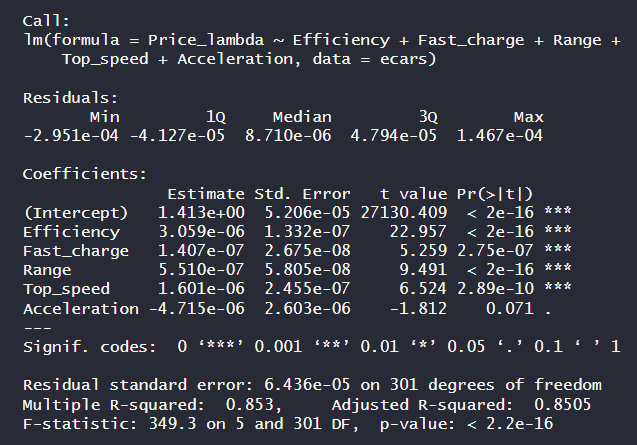 Call:
lm(formula = Price_lambda ~ Efficiency + Fast_charge + Range +
    Top_speed + Acceleration, data = ecars)

Residuals:
       Min         1Q     Median         3Q        Max
-2.951e-04 -4.127e-05  8.710e-06  4.794e-05  1.467e-04

Coefficients:
               Estimate Std. Error   t value Pr(>|t|)
(Intercept)   1.413e+00  5.206e-05 27130.409  < 2e-16 ***
Efficiency    3.059e-06  1.332e-07    22.957  < 2e-16 ***
Fast_charge   1.407e-07  2.675e-08     5.259 2.75e-07 ***
Range         5.510e-07  5.805e-08     9.491  < 2e-16 ***
Top_speed     1.601e-06  2.455e-07     6.524 2.89e-10 ***
Acceleration -4.715e-06  2.603e-06    -1.812    0.071 .
---
Signif. codes:  0 ‘***’ 0.001 ‘**’ 0.01 ‘*’ 0.05 ‘.’ 0.1 ‘ ’ 1

Residual standard error: 6.436e-05 on 301 degrees of freedom
Multiple R-squared:  0.853,	Adjusted R-squared:  0.8505
F-statistic: 349.3 on 5 and 301 DF,  p-value: < 2.2e-16